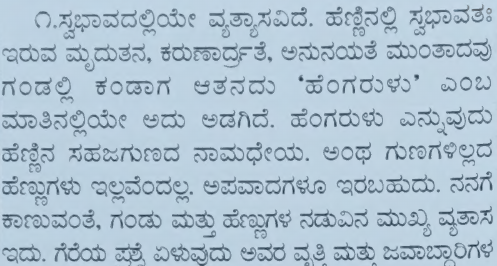 ೧.ಸ್ವಭಾವದಲ್ಲಿಯೇ ವ್ಯತ್ಯಾಸವಿದೆ. ಹೆಣ್ಣಿನಲ್ಲಿ ಸ್ವಭಾವತಃ
ಇರುವ ಮೃದುತನ, ಕರುಣಾರ್ದ್ರತೆ, ಅನುನಯತೆ ಮುಂತಾದವು
ಗಂಡಲ್ಲಿ ಕಂಡಾಗ ಆತನದು ‘ಹೆಂಗರುಳು’ ಎಂಬ
ಮಾತಿನಲ್ಲಿಯೇ ಅದು ಅಡಗಿದೆ. ಹೆಂಗರುಳು ಎನ್ನುವುದು
ಹೆಣ್ಣಿನ ಸಹಜಗುಣದ ನಾಮಧೇಯ. ಅಂಥ ಗುಣಗಳಿಲ್ಲದ
ಹೆಣ್ಣುಗಳು ಇಲ್ಲವೆಂದಲ್ಲ. ಅಪವಾದಗಳೂ ಇರಬಹುದು. ನನಗೆ
ಕಾಣುವಂತೆ, ಗಂಡು ಮತ್ತು ಹೆಣ್ಣುಗಳ ನಡುವಿನ ಮುಖ್ಯ ವ್ಯತಾಸ
ಇದು. ಗೆರೆಯ ಪ್ರಶ್ನೆ ಏಳುವುದು ಅವರ ವೃತ್ತಿ ಮತ್ತು ಜವಾಬ್ದಾರಿಗಳ